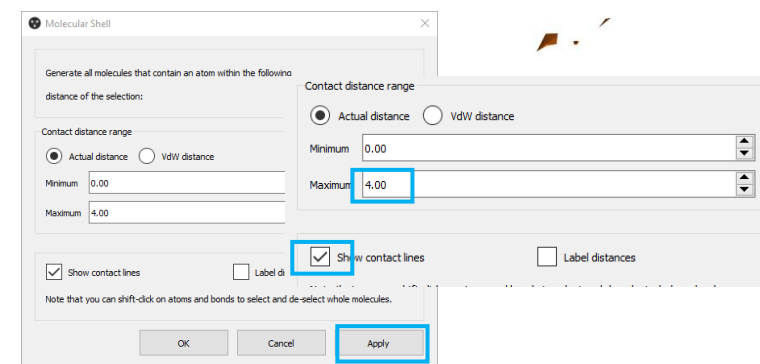 Molecular Shell
Generate all molecules that contain an atom within the following
distance of the selection:
Contact distance range
Actual distance VdW distance
Minimum 0.00
Maximum 4.00
Show contact lines Label di
Note that you can shift-click on atoms and bonds to select and de-select whole molecules.
OK Cancel Apply
Contact distance range
Actual distance VdW distance
Minimum 0.00
Maximum 4.00
Show contact lines Label distances